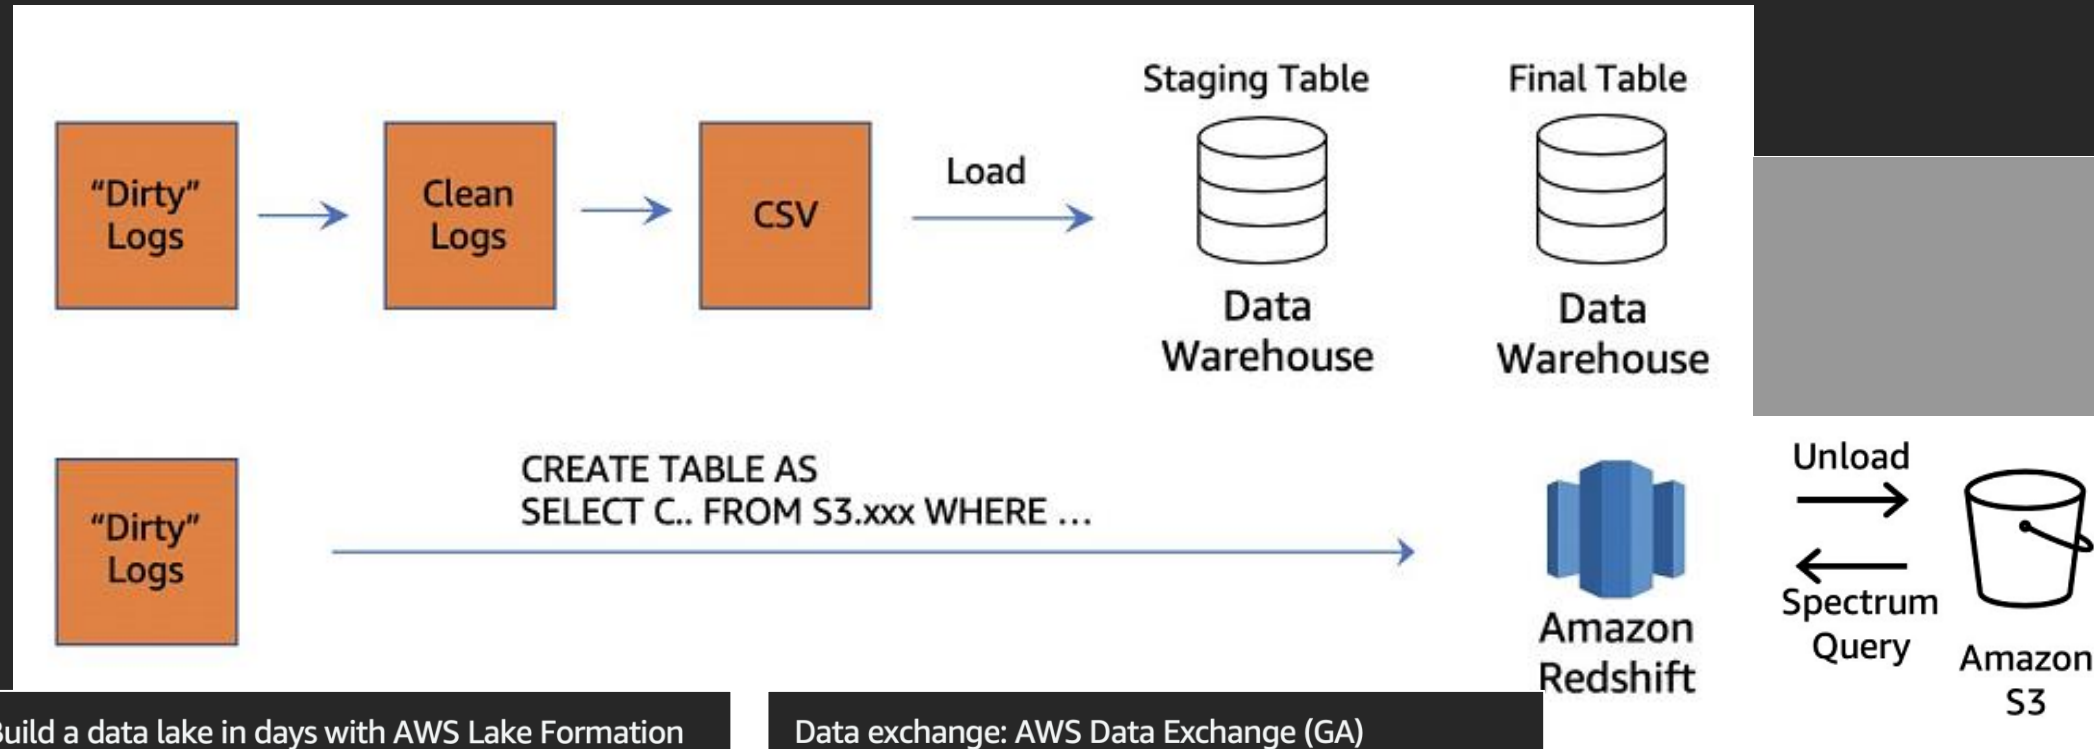 Staging Table
Final Table
“Dirty”
Logs
Clean
Logs
CSV
Load
Data
Warehouse
Data
Warehouse
“Dirty”
Logs
CREATE TABLE AS
SELECT C.. FROM S3.xxx WHERE ...
Amazon
Redshift
Unload
Spectrum
Query
Amazon
S3
Build a data lake in days with AWS Lake Formation
Data exchange: AWS Data Exchange (GA)